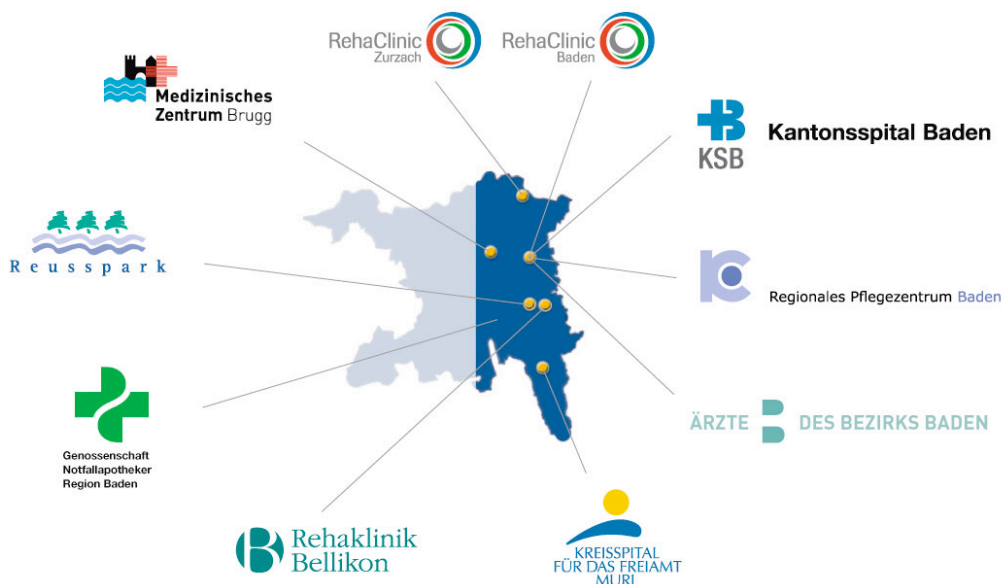 RehaClinic
Zurzach
RehaClinic
Baden
Medizinisches
Zentrum Brugg
KSB
Kantonsspital Baden
Reusspark
Regionales Pflegezentrum Baden
ÄRZTE DES BEZIRKS BADEN
Genossenschaft
Notfallapotheker
Region Baden
Rehaklinik
Bellikon
KREISSPITAL
FÜR DAS FREIAMT
MURI